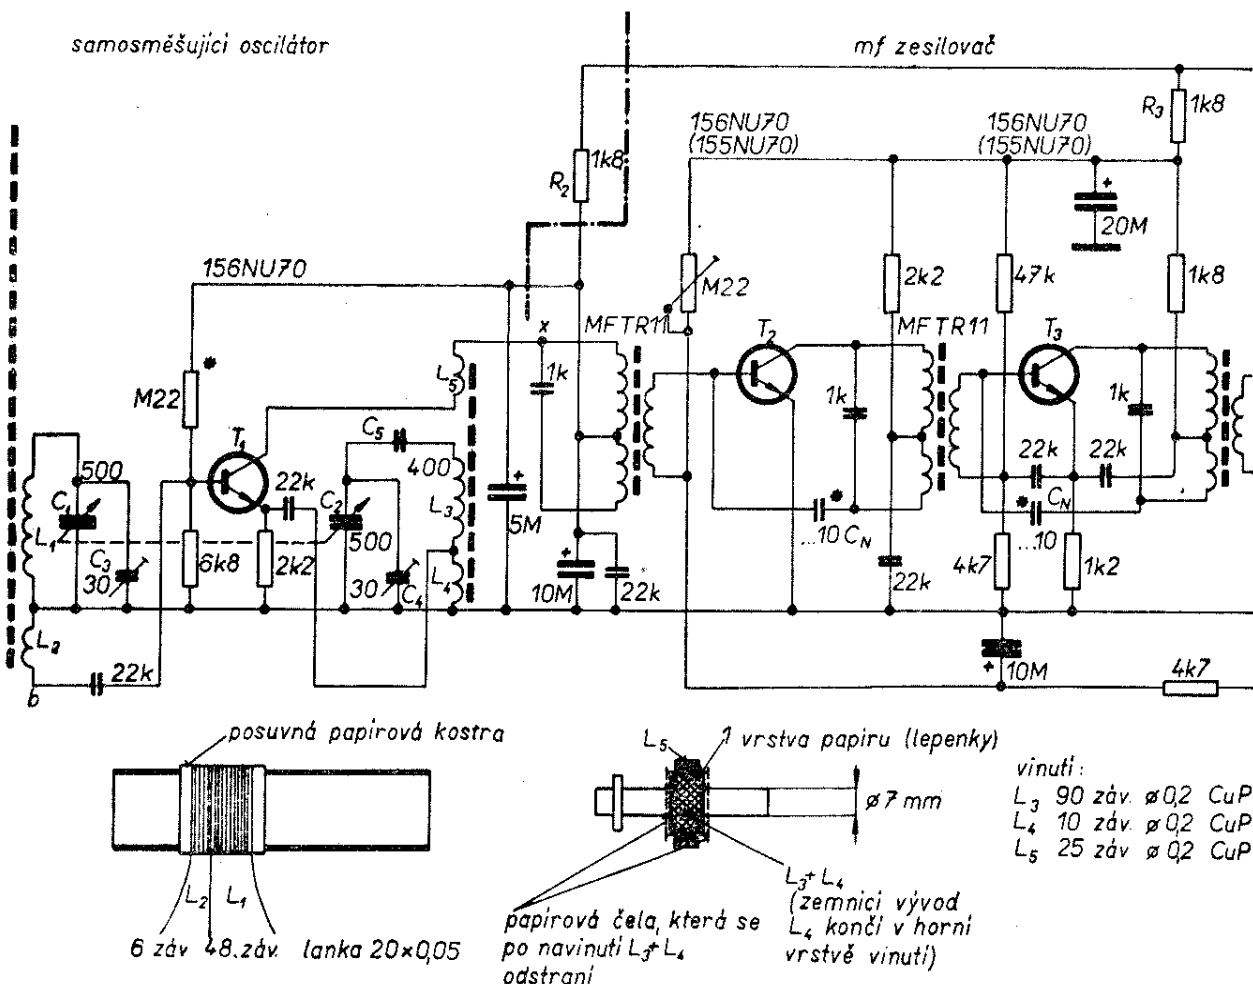 samosměšující oscilátor
mf zesilovač
R3
1k8
156NU70
(155NU70)
156NU70
(155NU70)
R2
1k8
+
20M
156NU70
M22
2k2
47k
1k8
x
MFTR11
MFTR11
T2
T3
L5
1k
1k
1k
M22
*
T1
C5
400
22k
22k
22k
500
C1
C2
L3
+
5M
*
CN
L1
500
...10 CN
*
...10
C3
30
6k8
2k2
30
C4
L4
+
10M
22k
22k
4k7
1k2
L2
22k
b
+
10M
4k7
posuvná papírová kostra
L5
1 vrstva papíru (lepenky)
vinutí:
L3 90 záv. ø 0,2 CuP
L4 10 záv. ø 0,2 CuP
L5 25 záv ø 0,2 CuP
ø 7 mm
L2
L1
L3+L4
(zemnicí vývod
L4 končí v horní
vrstvě vinutí)
6 záv
48.záv.
lanka 20×0,05
papírová čela, která se
po navinutí L3+L4
odstraní